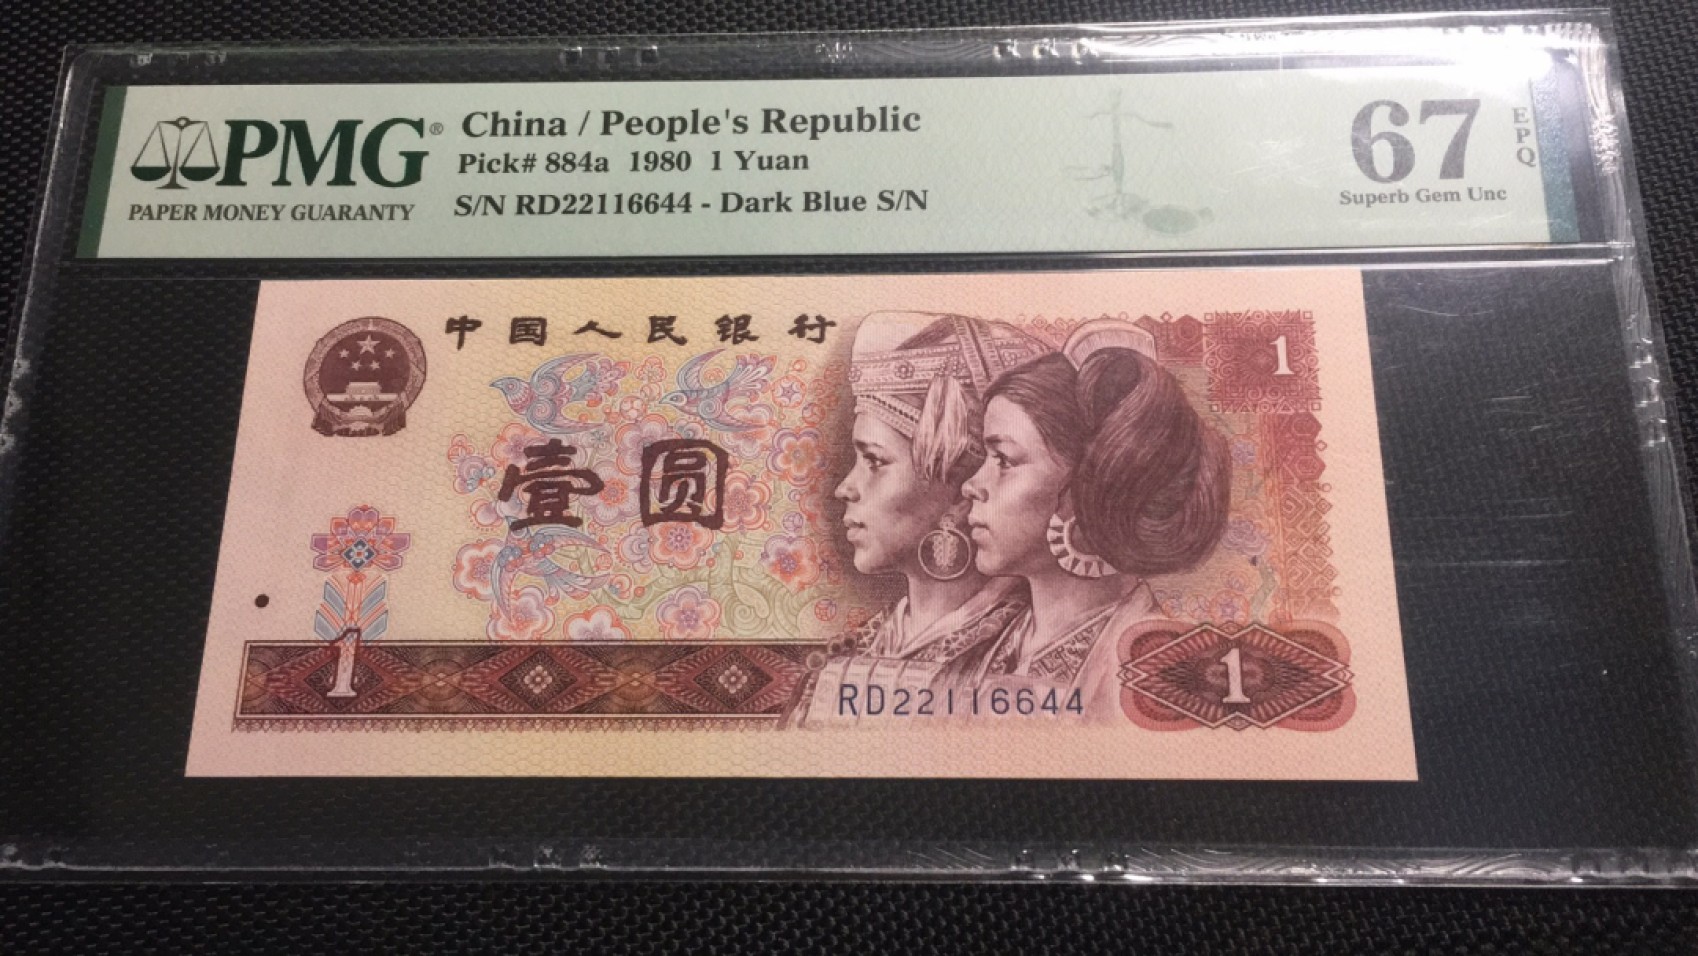 PMG®
PAPER MONEY GUARANTY
China / People's Republic
Pick# 884a 1980 1 Yuan
S/N RD22116644 - Dark Blue S/N
67
EPQ
Superb Gem Unc
中国人民银行
1
壹圆
1
RD22116644
1